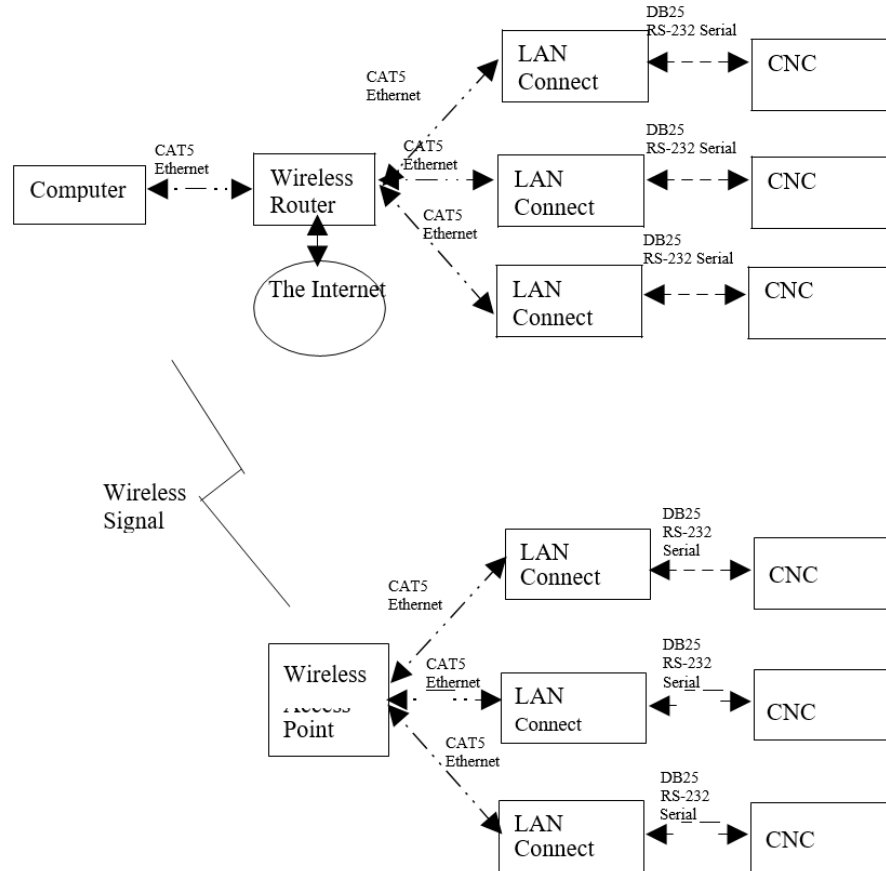 DB25
RS-232 Serial
LAN
Connect
CNC
CAT5
Ethernet
DB25
RS-232 Serial
CAT5
Ethernet
CAT5
Ethernet
Computer
Wireless
Router
LAN
Connect
CNC
CAT5
Ethernet
DB25
RS-232 Serial
The Internet
LAN
Connect
CNC
Wireless
Signal
DB25
RS-232
Serial
LAN
Connect
CNC
CAT5
Ethernet
DB25
RS-232
Serial
CAT5
Ethernet
Wireless
Access
Point
LAN
Connect
CNC
CAT5
Ethernet
DB25
RS-232
Serial
LAN
Connect
CNC